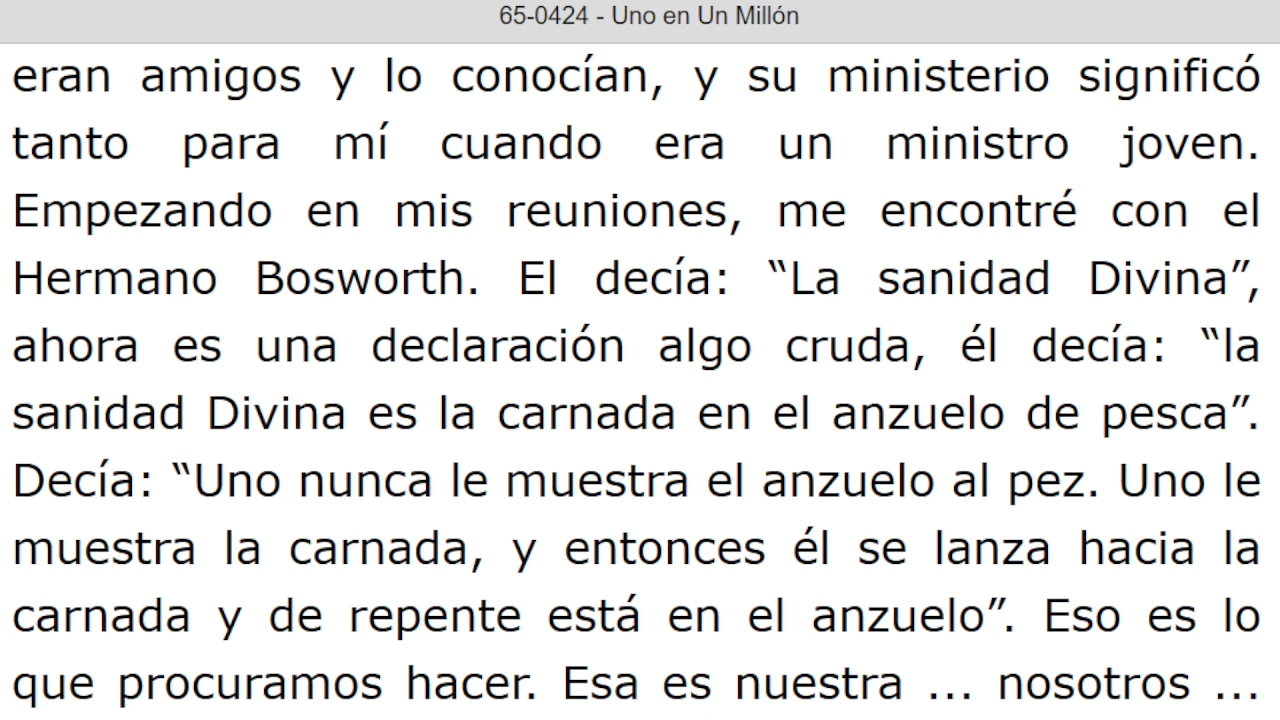 65-0424 - Uno en Un Millón
eran amigos y lo conocían, y su ministerio significó
tanto para mí cuando era un ministro joven.
Empezando en mis reuniones, me encontré con el
Hermano Bosworth. El decía: “La sanidad Divina”,
ahora es una declaración algo cruda, él decía: “la
sanidad Divina es la carnada en el anzuelo de pesca”.
Decía: “Uno nunca le muestra el anzuelo al pez. Uno le
muestra la carnada, y entonces él se lanza hacia la
carnada y de repente está en el anzuelo”. Eso es lo
que procuramos hacer. Esa es nuestra ... nosotros ...